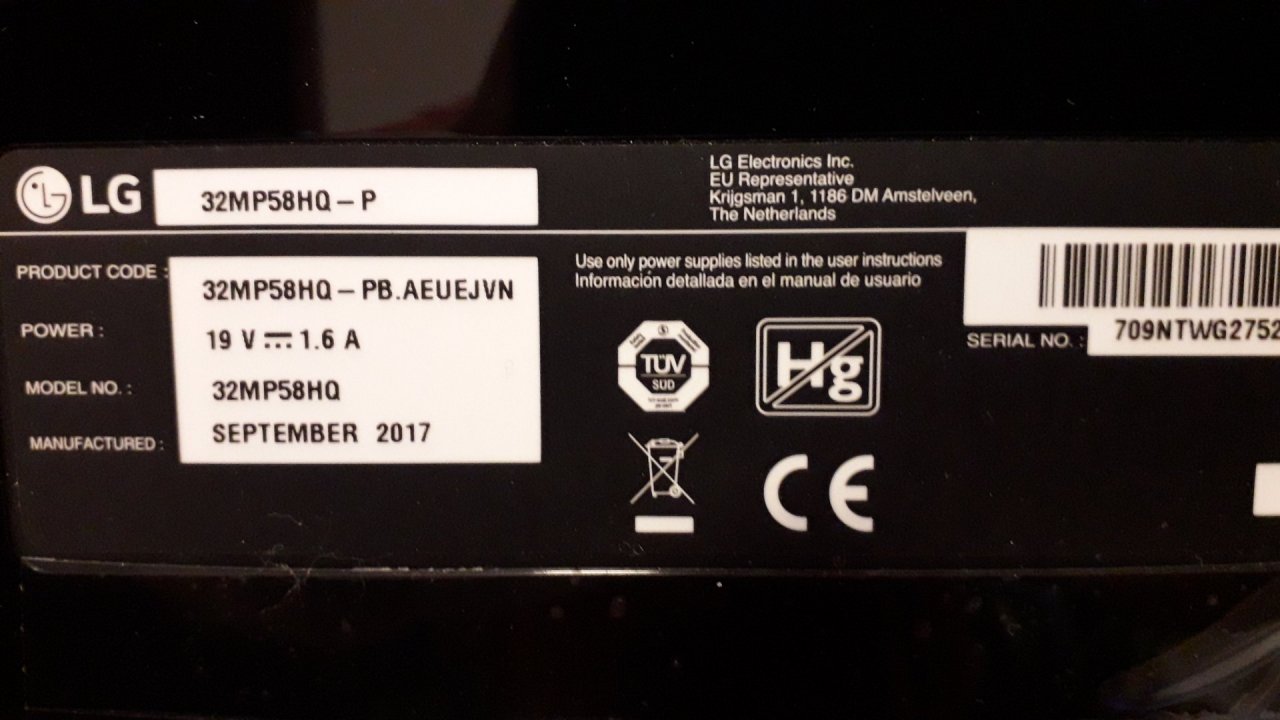 LG 32MP58HQ – P
LG Electronics Inc.
EU Representative
Krijgsman 1, 1186 DM Amstelveen,
The Netherlands
PRODUCT CODE : 32MP58HQ – PB.AEUEJVN
POWER : 19 V 1.6 A
MODEL NO. : 32MP58HQ
MANUFACTURED : SEPTEMBER 2017
Use only power supplies listed in the user instructions
Información detallada en el manual de usuario
TÜV
SÜD
Hg
CE
SERIAL NO. : 709NTWG2752